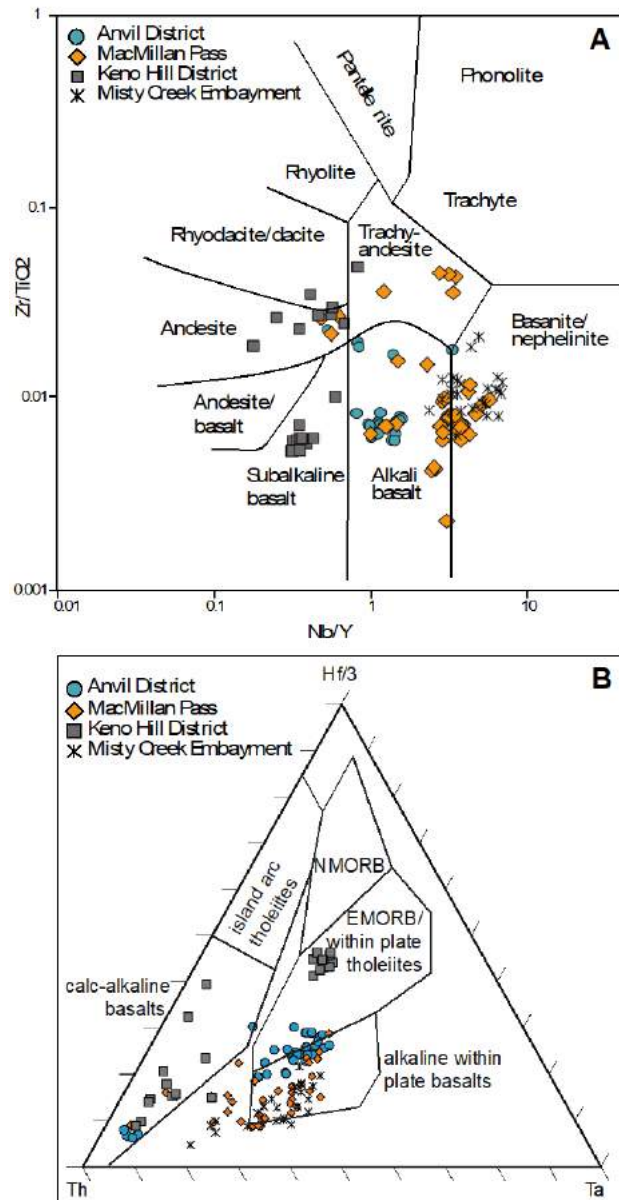 1
A
Anvil District
MacMillan Pass
Keno Hill District
Misty Creek Embayment
Pantelle rite
Phonolite
Rhyolite
Trachyte
0.1
Rhyodacite/dacite
Trachy-
andesite
Zr/TiO2
Andesite
Basanite/
nephelinite
0.01
Andesite/
basalt
Subalkaline
basalt
Alkali
basalt
0.001
0.01
0.1
1
10
Nb/Y
B
Anvil District
MacMillan Pass
Keno Hill District
Misty Creek Embayment
Hf/3
island arc
tholeiites
NMORB
EMORB/
within plate
tholeiites
calc-alkaline
basalts
alkaline within
plate basalts
Th
Ta